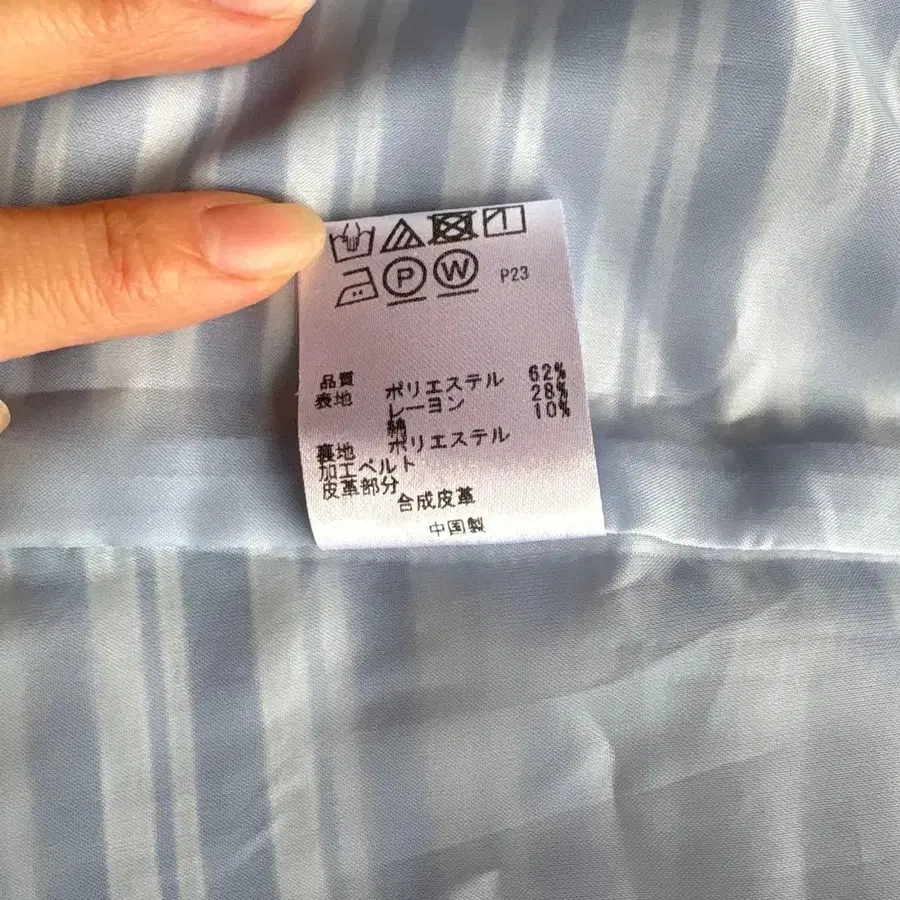 P
W
P23
品質
表地 ポリエステル 62%
レーヨン 28%
綿 10%
裏地 ポリエステル
加工ベルト
皮革部分
合成皮革
中国製